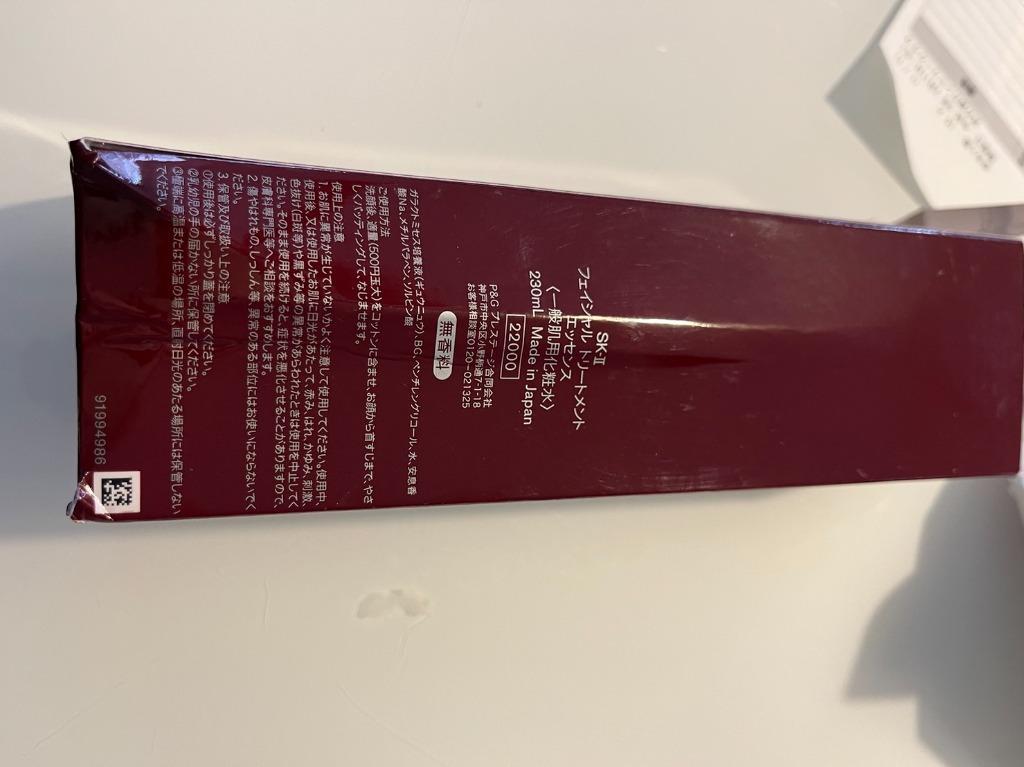 SK-II
フェイシャル トリートメント
エッセンス
〈一般肌用化粧水〉
230mL Made in Japan
22000
P&G プレステージ合同会社
神戸市中央区小野柄通7-1-18
お客様相談室0120-021325
無香料
ガラクトミセス培養液(ギュウニュウ)、B.G.、ペンチレングリコール、水、安息香
酸Na、メチルパラベン、ソルビン酸
ご使用方法
洗顔後、適量(500円玉大)をコットンに含ませ、お顔から首すじまで、やさ
しくパッティングして、なじませます。
使用上の注意
1. お肌に異常が生じていないかよく注意して使用してください。使用中、
使用後、又は使用したお肌に日光があたって、赤み、はれ、かゆみ、刺激、
色抜け(白斑等)や黒ずみ等の異常があらわれたときは使用を中止してく
ださい。そのまま使用を続けると、症状を悪化させることがありますので、
皮膚科専門医等へご相談をおすすめします。
2. 傷やはれもの、しっしん等、異常のある部位にはお使いにならないでく
ださい。
3. 保管及び取扱い上の注意
①使用後は必ずしっかり蓋を閉めてください。
②乳幼児の手の届かない所に保管してください。
③極端に高温または低温の場所、直射日光のあたる場所には保管しない
でください。
91994986